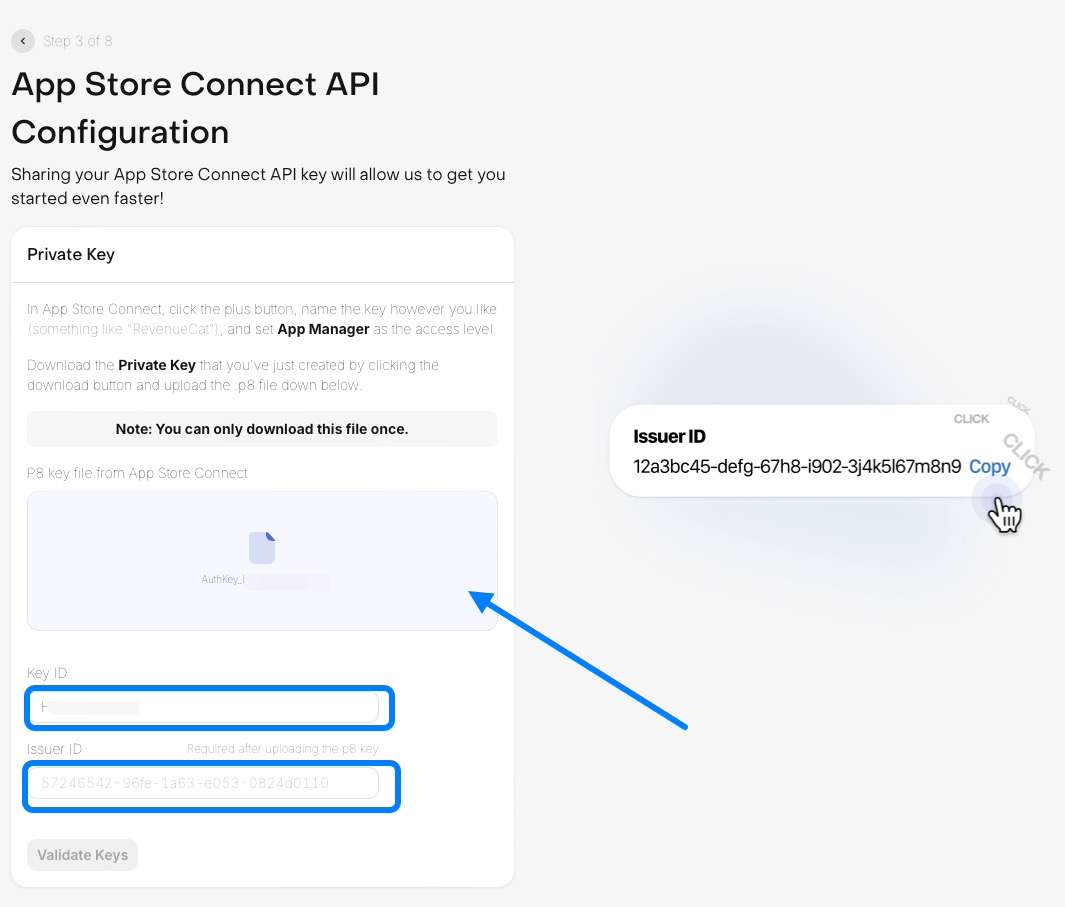 Step 3 of 8
App Store Connect API
Configuration
Sharing your App Store Connect API key will allow us to get you
started even faster!
Private Key
In App Store Connect, click the plus button, name the key however you like
(something like "RevenueCat"), and set App Manager as the access level.
Download the Private Key that you've just created by clicking the
download button and upload the .p8 file down below.
Note: You can only download this file once.
P8 key file from App Store Connect
AuthKey_H
Key ID
H
Issuer ID Required after uploading the p8 key
57246542-96fe-1a63-e053-0824d0110
Validate Keys
CLICK
CLICK
CLICK
Issuer ID
12a3bc45-defg-67h8-i902-3j4k5l67m8n9 Copy